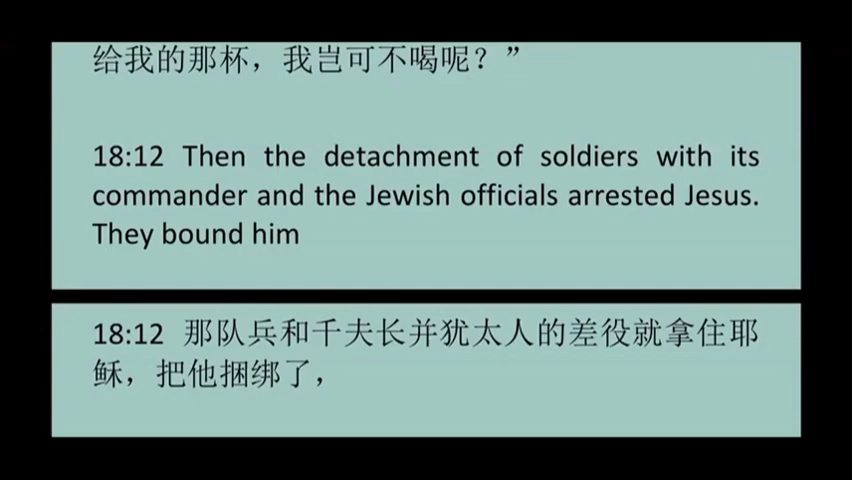 给我的那杯，我岂可不喝呢？”
18:12 Then the detachment of soldiers with its
commander and the Jewish officials arrested Jesus.
They bound him
18:12 那队兵和千夫长并犹太人的差役就拿住耶
稣，把他捆绑了，